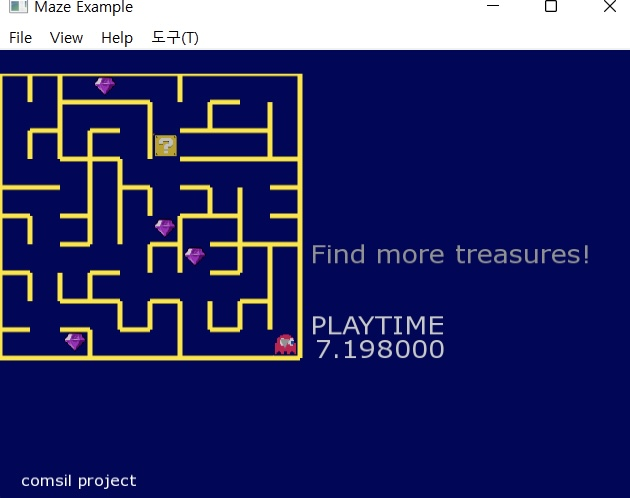 Maze Example
File View Help 도구(T)
?
Find more treasures!
PLAYTIME
7.198000
comsil project